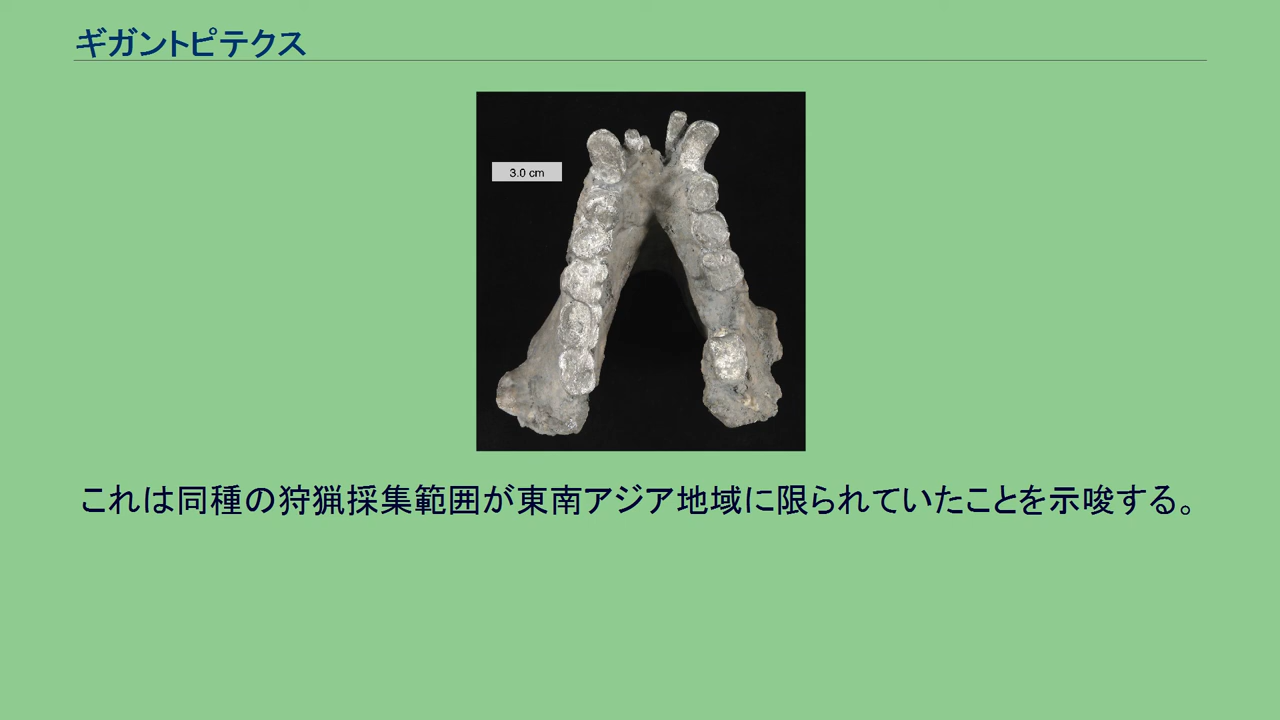 ギガントピテクス
3.0 cm
これは同種の狩猟採集範囲が東南アジア地域に限られていたことを示唆する。